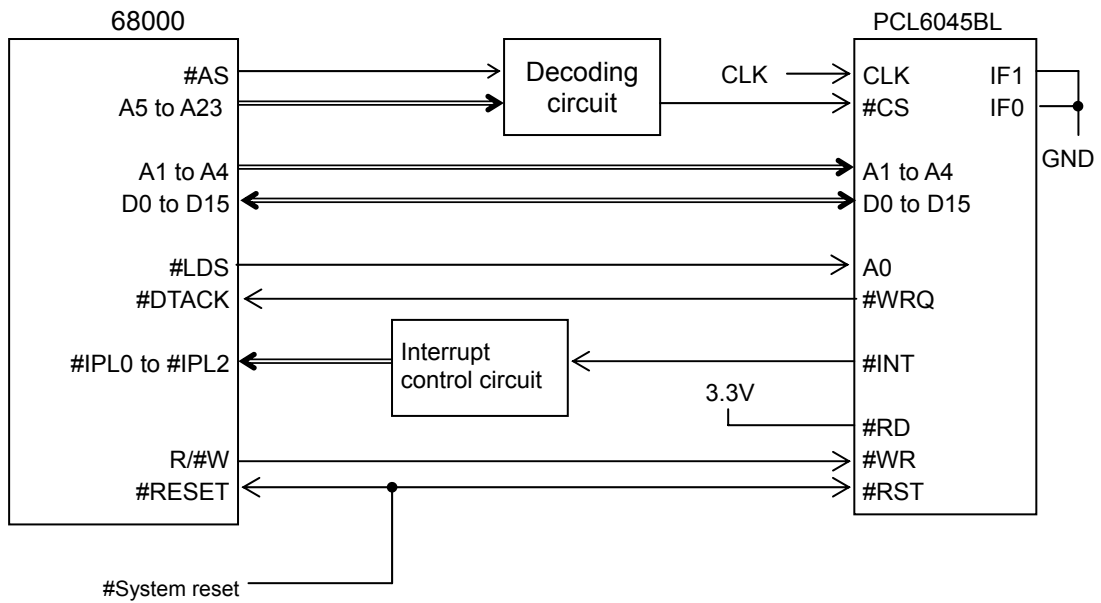 68000
PCL6045BL
#AS
Decoding
circuit
CLK
CLK
IF1
A5 to A23
#CS
IF0
GND
A1 to A4
A1 to A4
D0 to D15
D0 to D15
#LDS
A0
#DTACK
#WRQ
#IPL0 to #IPL2
Interrupt
control circuit
#INT
3.3V
#RD
R/#W
#WR
#RESET
#RST
#System reset